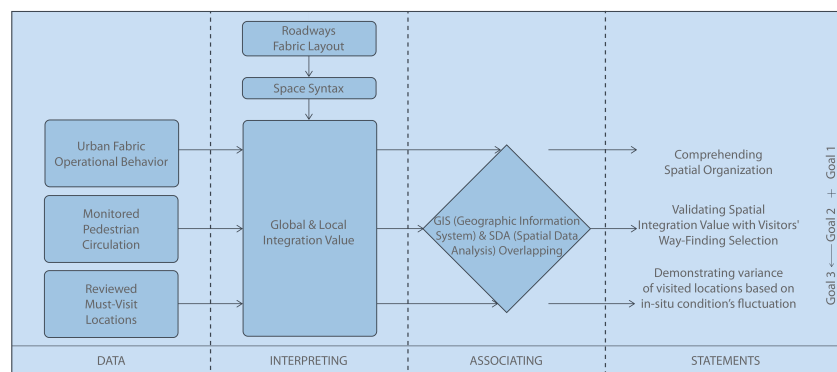 Roadways
Fabric Layout
Space Syntax
Urban Fabric
Operational Behavior
Monitored
Pedestrian
Circulation
Reviewed
Must-Visit
Locations
Global & Local
Integration Value
GIS (Geographic Information
System) & SDA (Spatial Data
Analysis) Overlapping
Comprehending
Spatial Organization
Validating Spatial
Integration Value with Visitors'
Way-Finding Selection
Demonstrating variance
of visited locations based on
in-situ condition's fluctuation
Goal 3 ← Goal 2 + Goal 1
DATA
INTERPRETING
ASSOCIATING
STATEMENTS